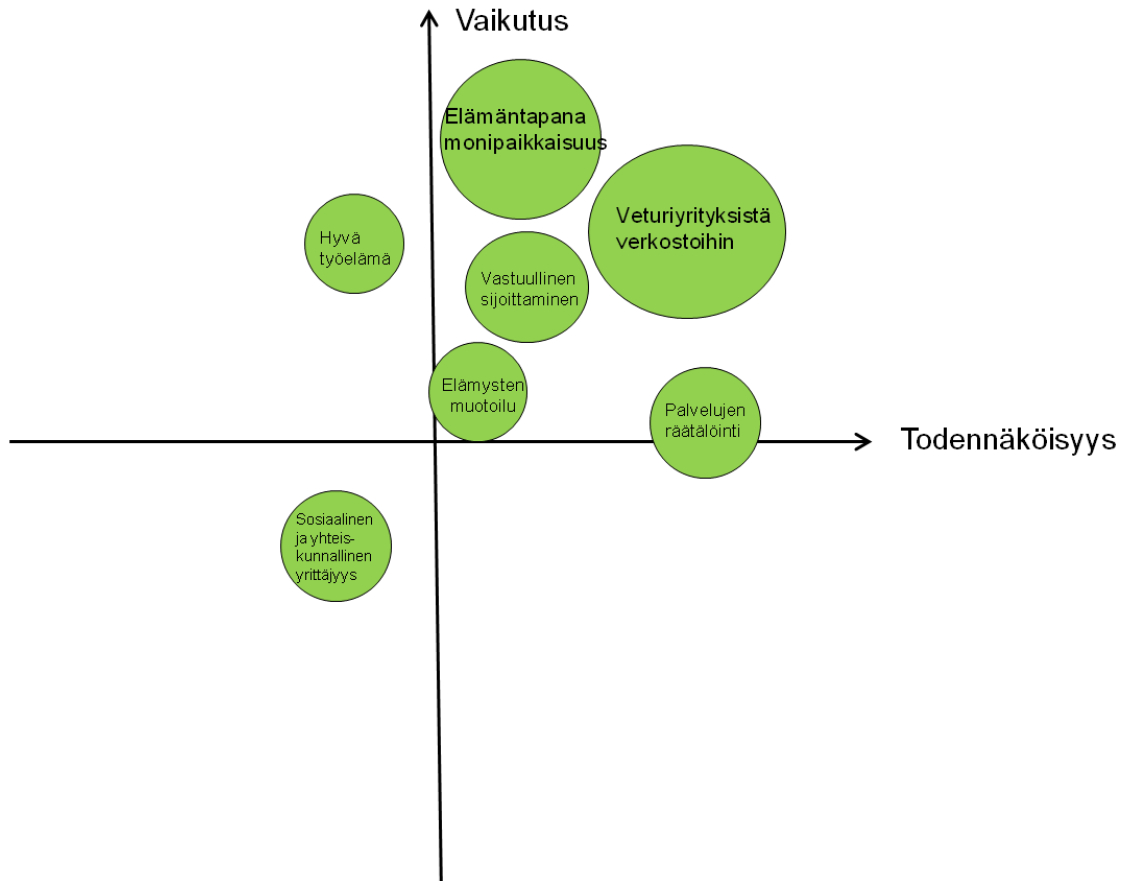 Vaikutus
Elämäntapana
monipaikkaisuus
Veturiyrityksistä
verkostoihin
Hyvä
työelämä
Vastuullinen
sijoittaminen
Elämysten
muotoilu
Palvelujen
räätälöinti
Todennäköisyys
Sosiaalinen
ja yhteis-
kunnallinen
yrittäjyys